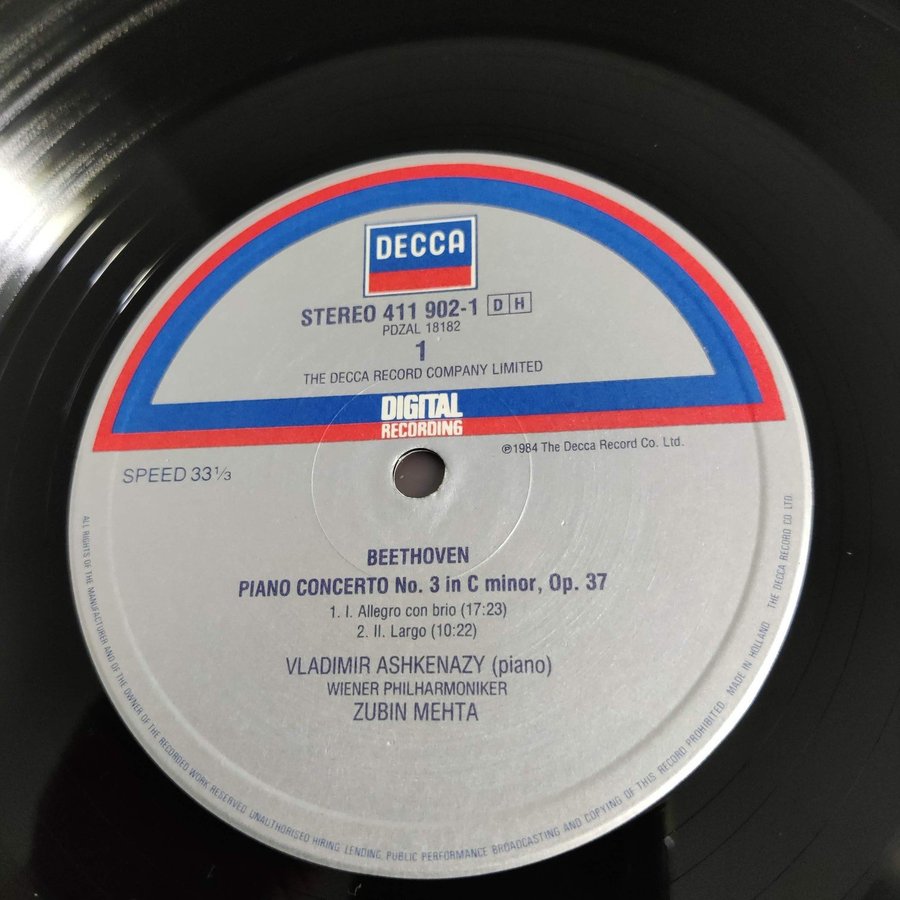 DECCA
STEREO 411 902-1 DH
PDZAL 18182
1
THE DECCA RECORD COMPANY LIMITED
DIGITAL
RECORDING
℗1984 The Decca Record Co. Ltd.
SPEED 33⅓
BEETHOVEN
PIANO CONCERTO No. 3 in C minor, Op. 37
1. I. Allegro con brio (17:23)
2. II. Largo (10:22)
VLADIMIR ASHKENAZY (piano)
WIENER PHILHARMONIKER
ZUBIN MEHTA
ALL RIGHTS OF THE MANUFACTURER AND OF THE OWNER OF THE RECORDED WORK RESERVED UNAUTHORISED HIRING, LENDING, PUBLIC PERFORMANCE BROADCASTING AND COPYING OF THIS RECORD PROHIBITED. MADE IN HOLLAND. THE DECCA RECORD CO LTD.